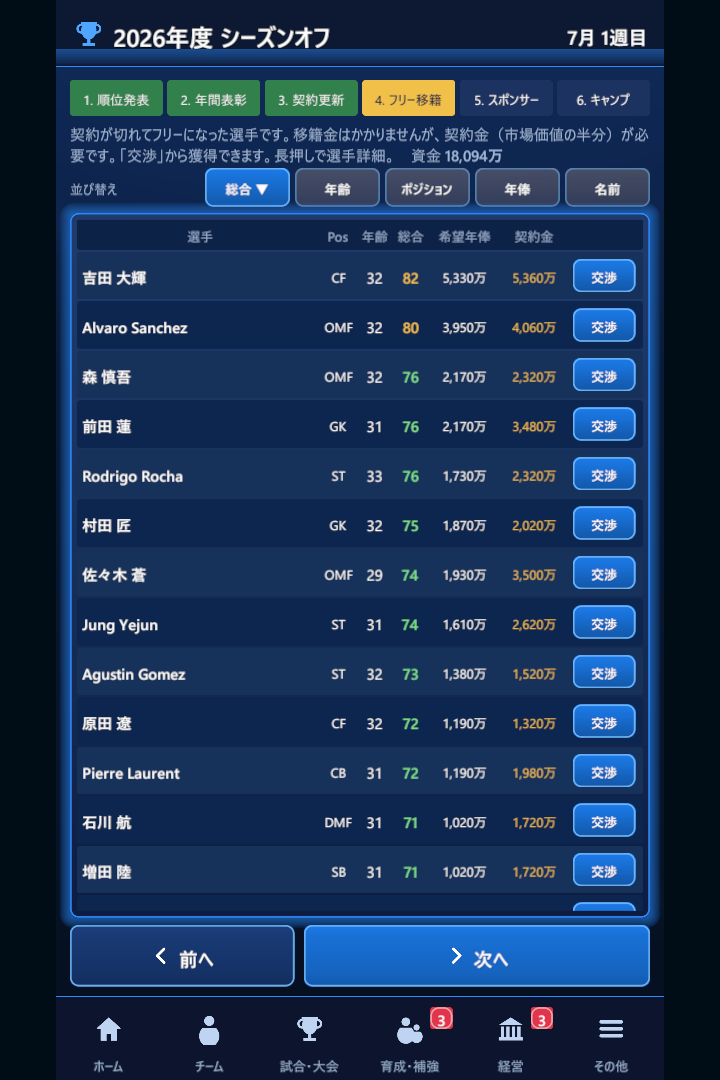 2026年度 シーズンオフ
7月 1週目
1. 順位発表
2. 年間表彰
3. 契約更新
4. フリー移籍
5. スポンサー
6. キャンプ
契約が切れてフリーになった選手です。移籍金はかかりませんが、契約金（市場価値の半分）が必
要です。「交渉」から獲得できます。長押しで選手詳細。 資金 18,094万
並び替え
総合 ▼
年齢
ポジション
年俸
名前
選手 Pos 年齢 総合 希望年俸 契約金
吉田 大輝 CF 32 82 5,330万 5,360万 交渉
Alvaro Sanchez OMF 32 80 3,950万 4,060万 交渉
森 慎吾 OMF 32 76 2,170万 2,320万 交渉
前田 蓮 GK 31 76 2,170万 3,480万 交渉
Rodrigo Rocha ST 33 76 1,730万 2,320万 交渉
村田 匠 GK 32 75 1,870万 2,020万 交渉
佐々木 蒼 OMF 29 74 1,930万 3,500万 交渉
Jung Yejun ST 31 74 1,610万 2,620万 交渉
Agustin Gomez ST 32 73 1,380万 1,520万 交渉
原田 遼 CF 32 72 1,190万 1,320万 交渉
Pierre Laurent CB 31 72 1,190万 1,980万 交渉
石川 航 DMF 31 71 1,020万 1,720万 交渉
増田 陸 SB 31 71 1,020万 1,720万 交渉
前へ
次へ
3
3
ホーム
チーム
試合・大会
育成・補強
経営
その他